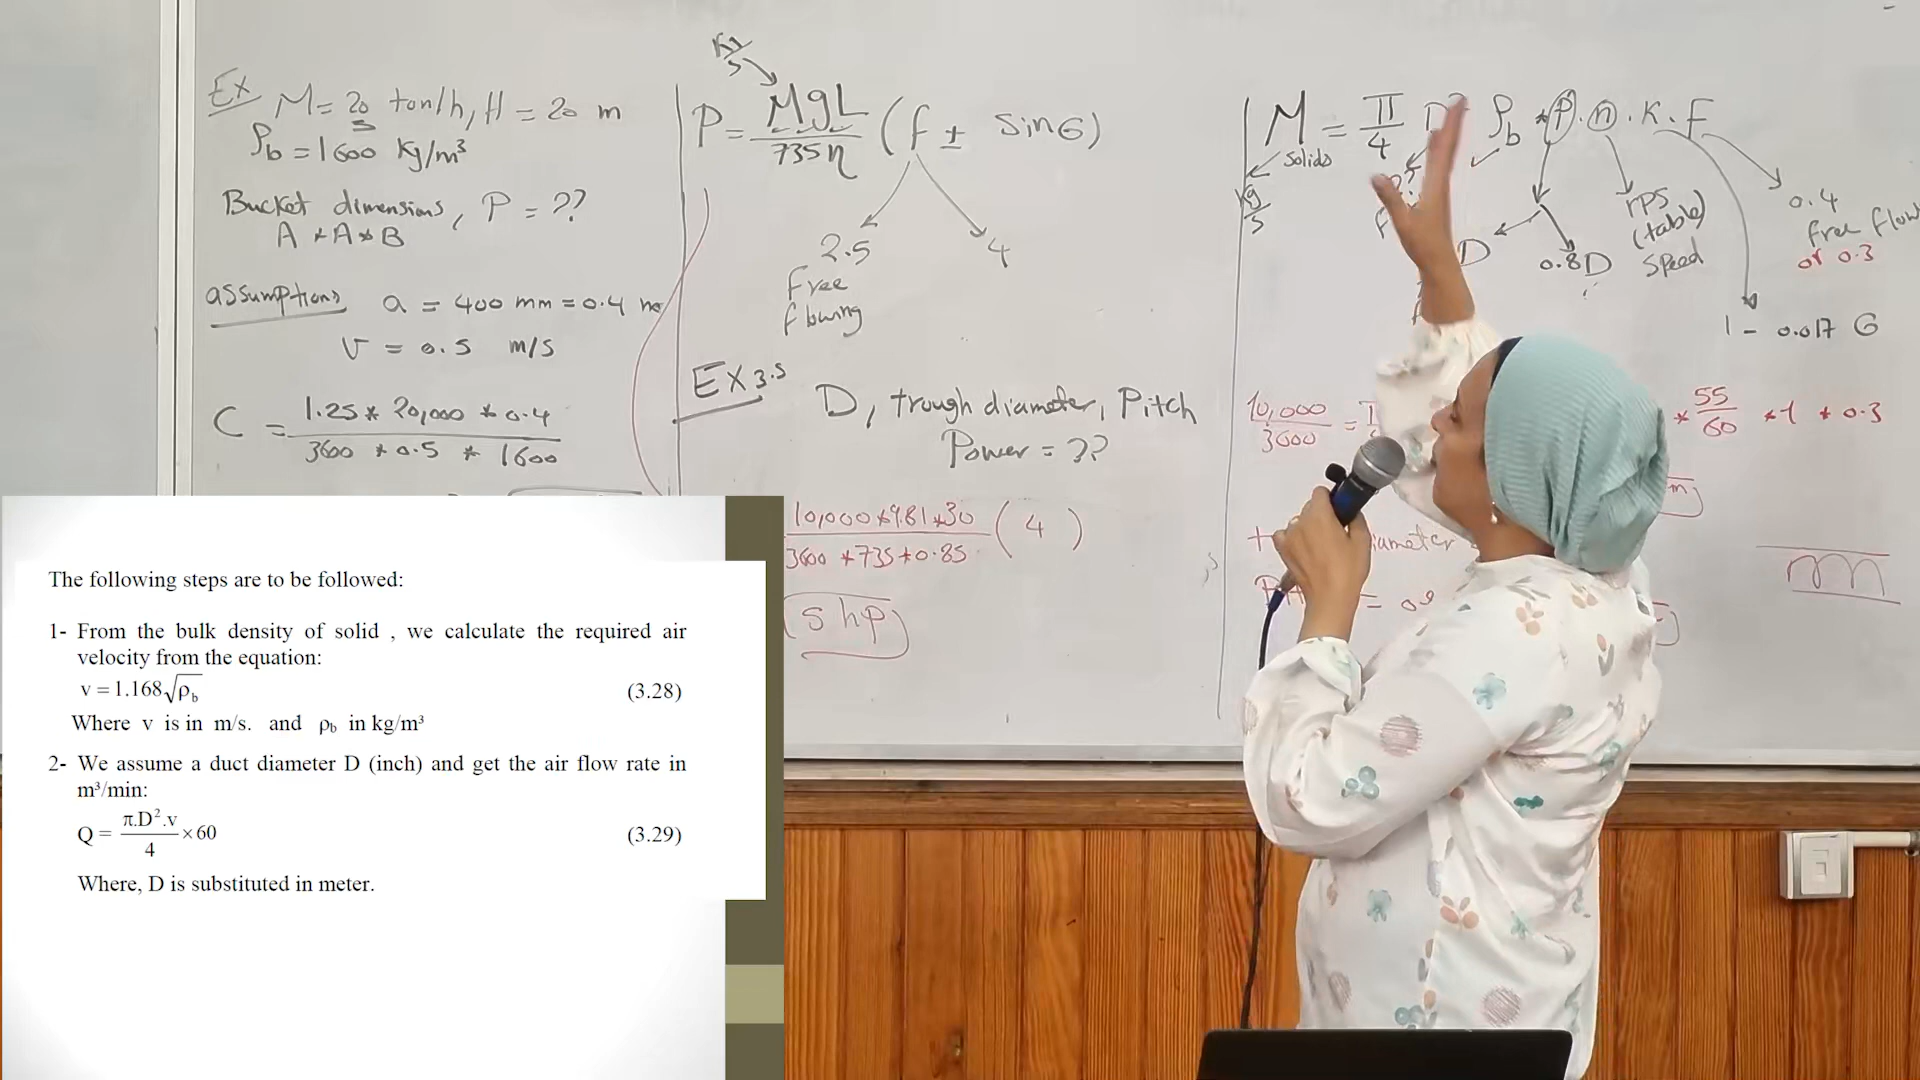 Ex M = 20 ton/h, H = 20 m
ρb = 1600 kg/m³
Bucket dimensions, P = ??
A * A * B
assumptions a = 400 mm = 0.4 m
v = 0.5 m/s
C = 1.25 * 20,000 * 0.4
3600 * 0.5 * 1600
kg/s
P = MgL/735η (f ± sin θ)
2.5
free
flowing
4
EX 3.5 D, trough diameter, Pitch
Power = ??
10,000*9.81*30 ( 4 )
3600 * 735 * 0.85
5 hp
M = π/4 D² ρb * p . n . K . F
solids
kg/s
D
0.8D
rps
(table)
speed
0.4
free flow
or 0.3
1 - 0.017 θ
10,000/3600 = * 55/60 * 1 * 0.3
m
The following steps are to be followed:
1- From the bulk density of solid , we calculate the required air
velocity from the equation:
v = 1.168√ρb (3.28)
Where v is in m/s. and ρb in kg/m³
2- We assume a duct diameter D (inch) and get the air flow rate in
m³/min:
Q = π.D².v/4 × 60 (3.29)
Where, D is substituted in meter.